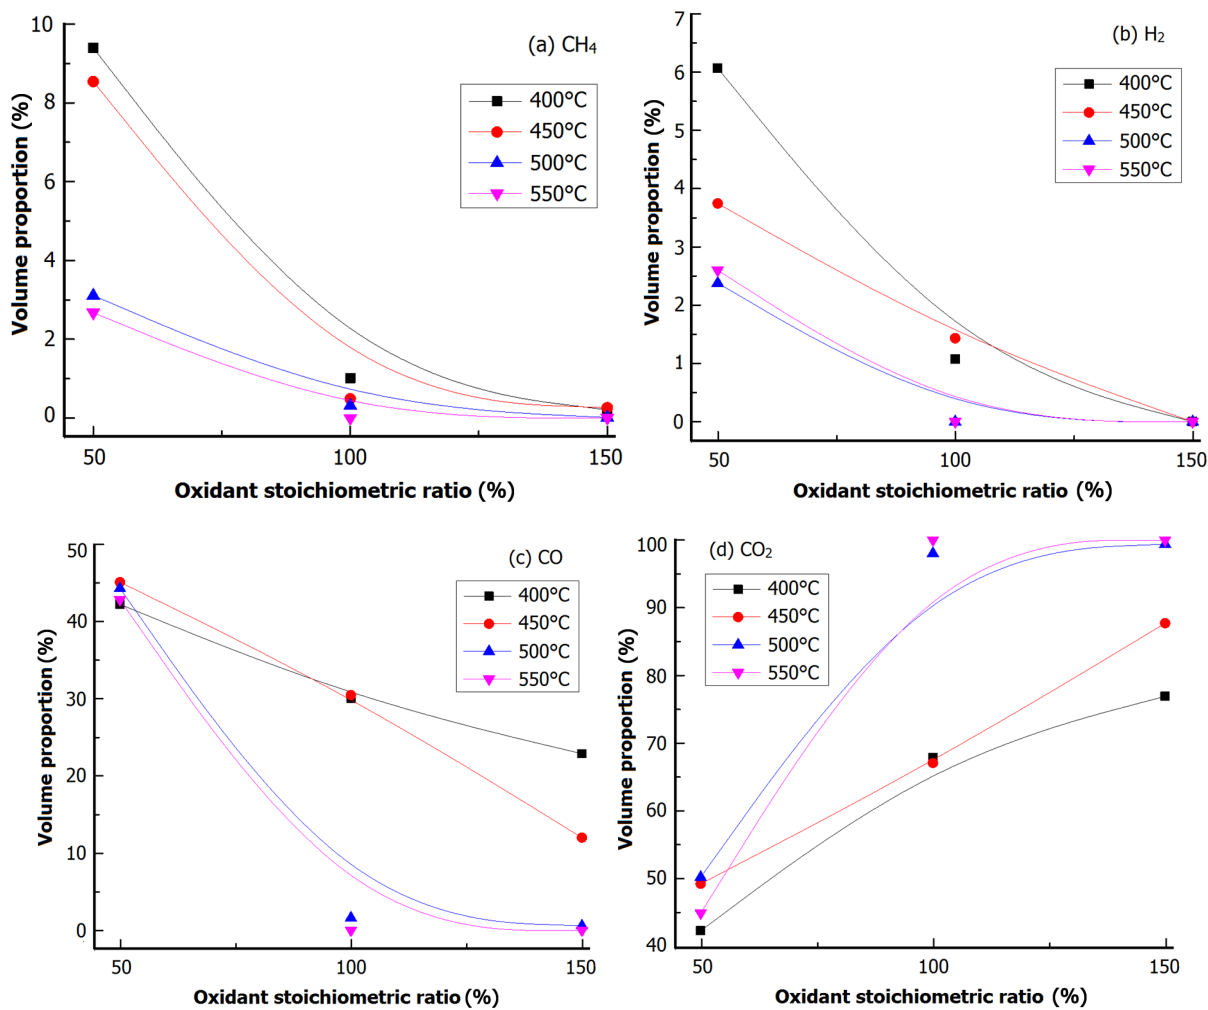 (a) CH₄
10
8
6
4
2
0
Volume proportion (%)
400°C
450°C
500°C
550°C
50
100
150
Oxidant stoichiometric ratio (%)
(b) H₂
7
6
5
4
3
2
1
0
Volume proportion (%)
400°C
450°C
500°C
550°C
50
100
150
Oxidant stoichiometric ratio (%)
(c) CO
50
40
30
20
10
0
Volume proportion (%)
400°C
450°C
500°C
550°C
50
100
150
Oxidant stoichiometric ratio (%)
(d) CO₂
100
90
80
70
60
50
40
Volume proportion (%)
400°C
450°C
500°C
550°C
50
100
150
Oxidant stoichiometric ratio (%)